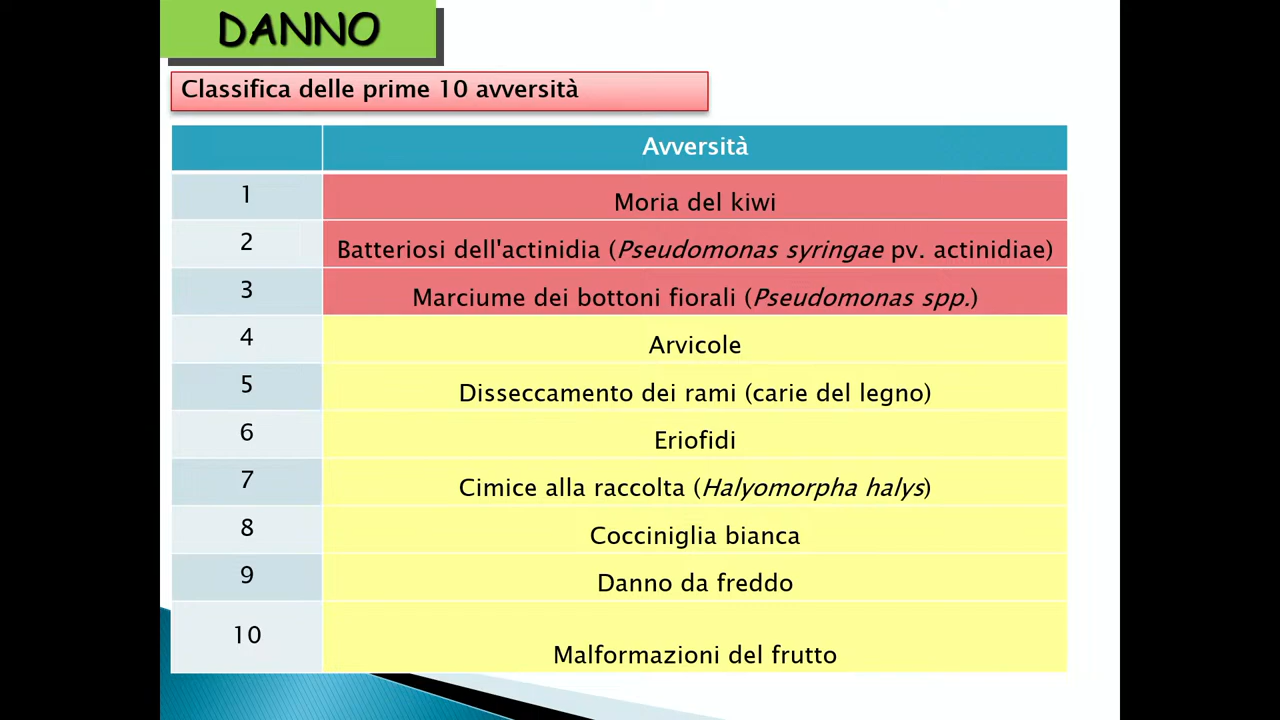 DANNO
Classifica delle prime 10 avversità
Avversità
1 Moria del kiwi
2 Batteriosi dell'actinidia (Pseudomonas syringae pv. actinidiae)
3 Marciume dei bottoni fiorali (Pseudomonas spp.)
4 Arvicole
5 Disseccamento dei rami (carie del legno)
6 Eriofidi
7 Cimice alla raccolta (Halyomorpha halys)
8 Cocciniglia bianca
9 Danno da freddo
10 Malformazioni del frutto